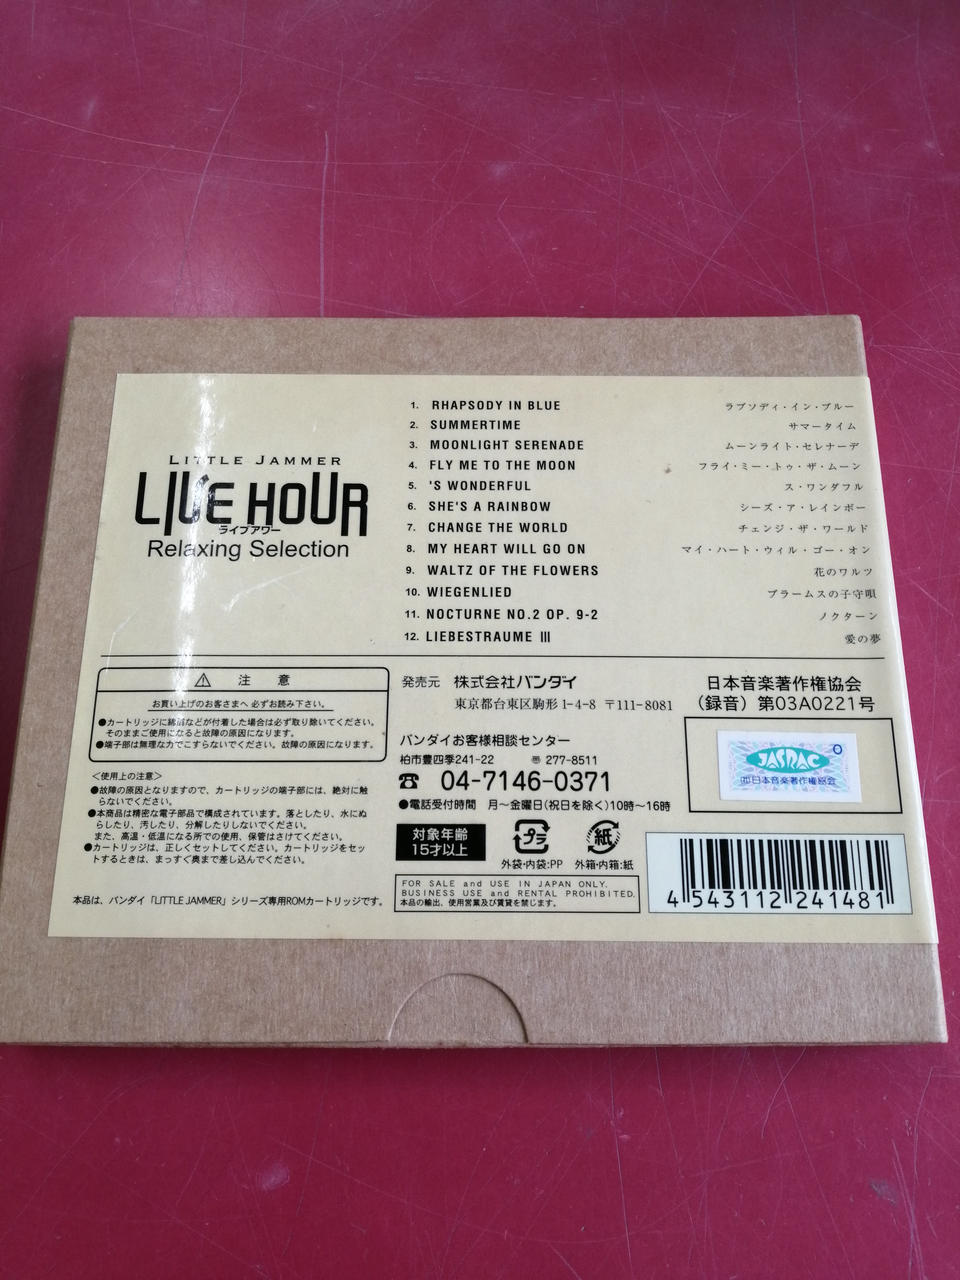 LITTLE JAMMER
LIVE HOUR
ライブアワー
Relaxing Selection
1. RHAPSODY IN BLUE ラプソディ・イン・ブルー
2. SUMMERTIME サマータイム
3. MOONLIGHT SERENADE ムーンライト・セレナーデ
4. FLY ME TO THE MOON フライ・ミー・トゥ・ザ・ムーン
5. 'S WONDERFUL ス・ワンダフル
6. SHE'S A RAINBOW シーズ・ア・レインボー
7. CHANGE THE WORLD チェンジ・ザ・ワールド
8. MY HEART WILL GO ON マイ・ハート・ウィル・ゴー・オン
9. WALTZ OF THE FLOWERS 花のワルツ
10. WIEGENLIED ブラームスの子守唄
11. NOCTURNE NO.2 OP. 9-2 ノクターン
12. LIEBESTRAUME III 愛の夢
⚠ 注 意
お買い上げのお客さまへ 必ずお読み下さい。
●カートリッジに綿屑などが付着した場合は必ず取り除いてください。
そのままご使用になると故障の原因になります。
●端子部は無理な力でこすらないでください。故障の原因になります。
<使用上の注意>
●故障の原因となりますので、カートリッジの端子部には、絶対に触
らないでください。
●本商品は精密な電子部品で構成されています。落としたり、水にぬ
らしたり、汚したり、分解したりしないでください。
また、高温・低温になる所での使用、保管はさけてください。
●カートリッジは、正しくセットしてください。カートリッジをセッ
トするときは、まっすぐ奥まで差し込んでください。
本品は、バンダイ「LITTLE JAMMER」シリーズ専用ROMカートリッジです。
発売元 株式会社バンダイ
東京都台東区駒形1-4-8 〒111-8081
バンダイお客様相談センター
柏市豊四季241-22 〠 277-8511
☎ 04-7146-0371
●電話受付時間 月〜金曜日(祝日を除く)10時〜16時
対象年齢
15才以上
プラ
外袋・内袋:PP
紙
外箱・内箱:紙
FOR SALE and USE IN JAPAN ONLY.
BUSINESS USE and RENTAL PROHIBITED.
本品の輸出、使用営業及び賃貸を禁じます。
日本音楽著作権協会
(録音)第03A0221号
JASRAC
O
(社)日本音楽著作権協会
4 543112 241481